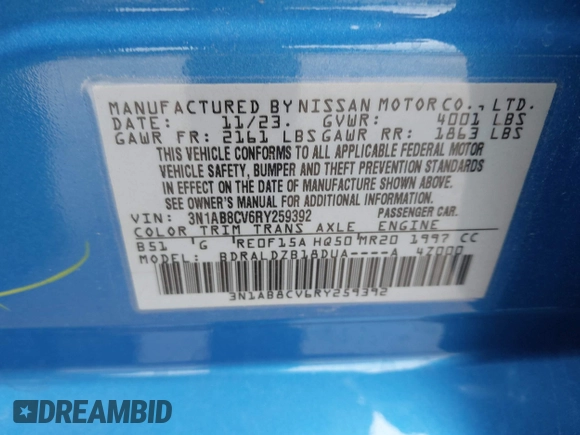 MANUFACTURED BY NISSAN MOTOR CO., LTD.
DATE: 11/23. GVWR: 4001 LBS
GAWR FR: 2161 LBS GAWR RR: 1863 LBS
THIS VEHICLE CONFORMS TO ALL APPLICABLE FEDERAL MOTOR
VEHICLE SAFETY, BUMPER AND THEFT PREVENTION STANDARDS
IN EFFECT ON THE DATE OF MANUFACTURE SHOWN ABOVE.
SEE OWNER'S MANUAL FOR ADDITIONAL INFORMATION.
VIN: 3N1AB8CV6RY259392 PASSENGER CAR.
COLOR TRIM TRANS AXLE ENGINE
B51 G RE0F15A HQ50 MR20 1997 CC
MODEL: BDRALDZB18DUA----A 47000
3N1AB8CV6RY259392
DREAMBID